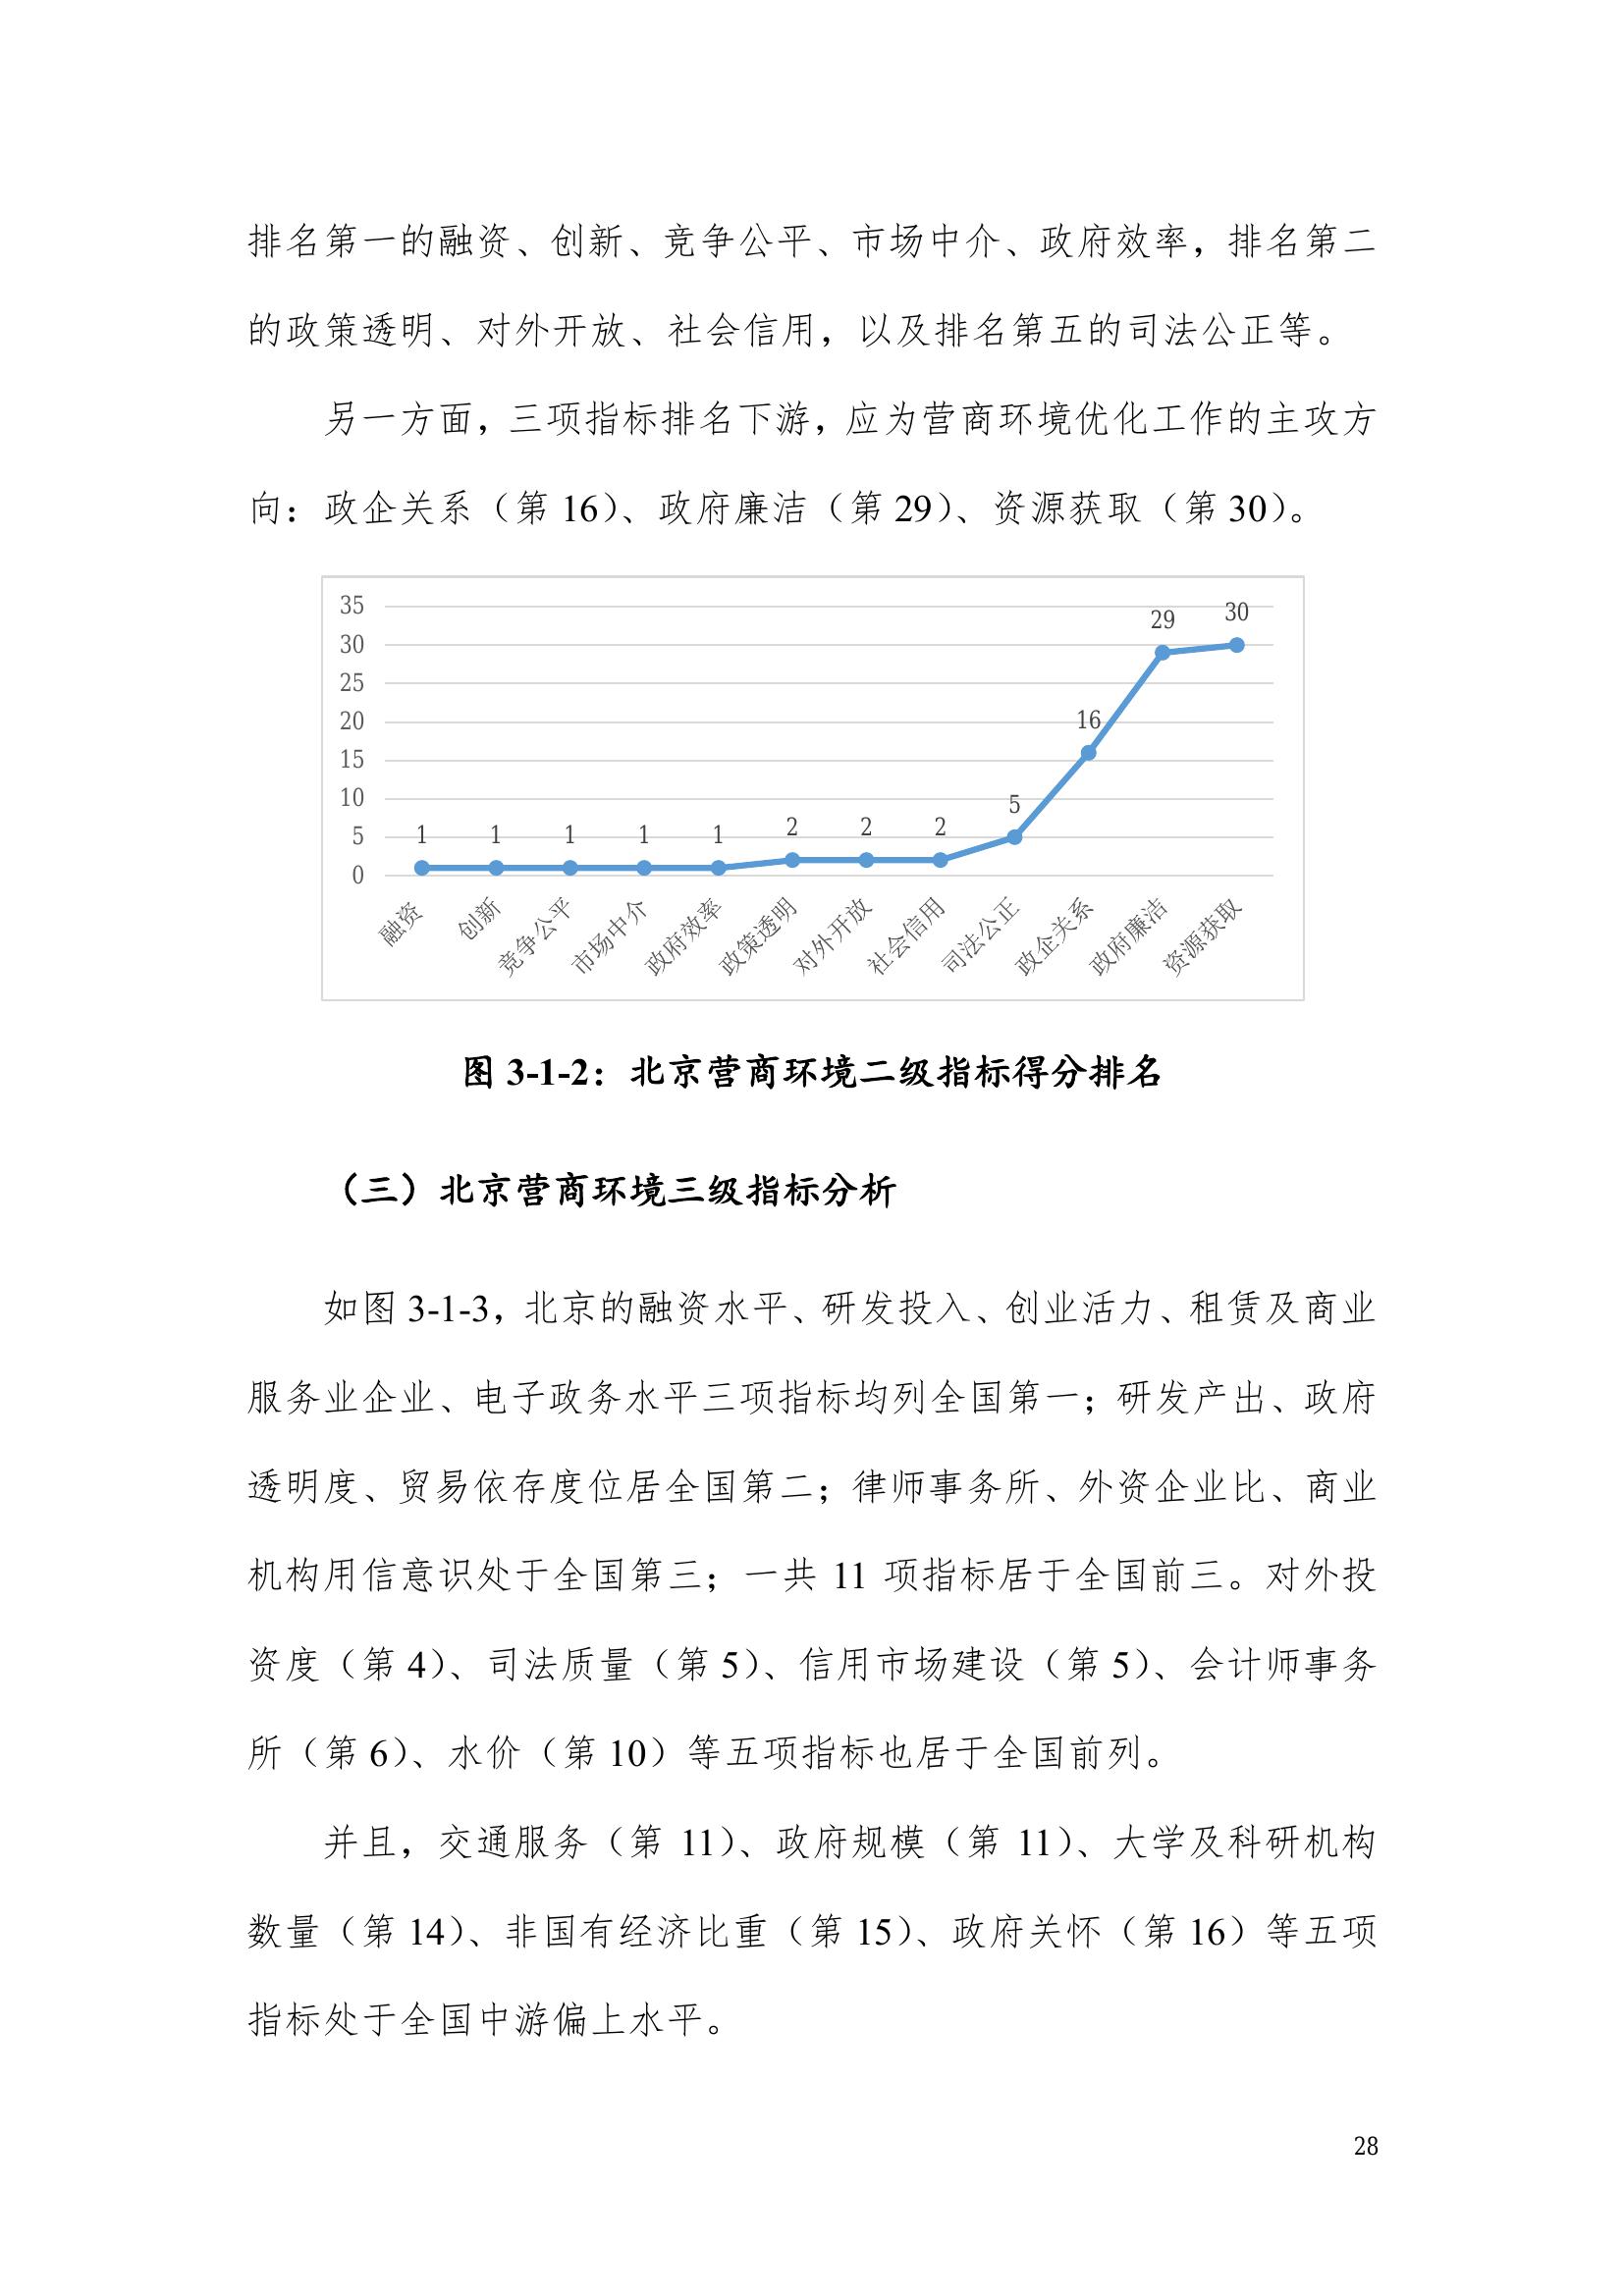 排名第一的融资、创新、竞争公平、市场中介、政府效率，排名第二
的政策透明、对外开放、社会信用，以及排名第五的司法公正等。
另一方面，三项指标排名下游，应为营商环境优化工作的主攻方
向：政企关系（第 16）、政府廉洁（第 29）、资源获取（第 30）。
35
30
25
20
15
10
5
0
1 1 1 1 1 2 2 2 5 16 29 30
融资 创新 竞争公平 市场中介 政府效率 政策透明 对外开放 社会信用 司法公正 政企关系 政府廉洁 资源获取
图 3-1-2：北京营商环境二级指标得分排名
（三）北京营商环境三级指标分析
如图 3-1-3，北京的融资水平、研发投入、创业活力、租赁及商业
服务业企业、电子政务水平三项指标均列全国第一；研发产出、政府
透明度、贸易依存度位居全国第二；律师事务所、外资企业比、商业
机构用信意识处于全国第三；一共 11 项指标居于全国前三。对外投
资度（第 4）、司法质量（第 5）、信用市场建设（第 5）、会计师事务
所（第 6）、水价（第 10）等五项指标也居于全国前列。
并且，交通服务（第 11）、政府规模（第 11）、大学及科研机构
数量（第 14）、非国有经济比重（第 15）、政府关怀（第 16）等五项
指标处于全国中游偏上水平。
28